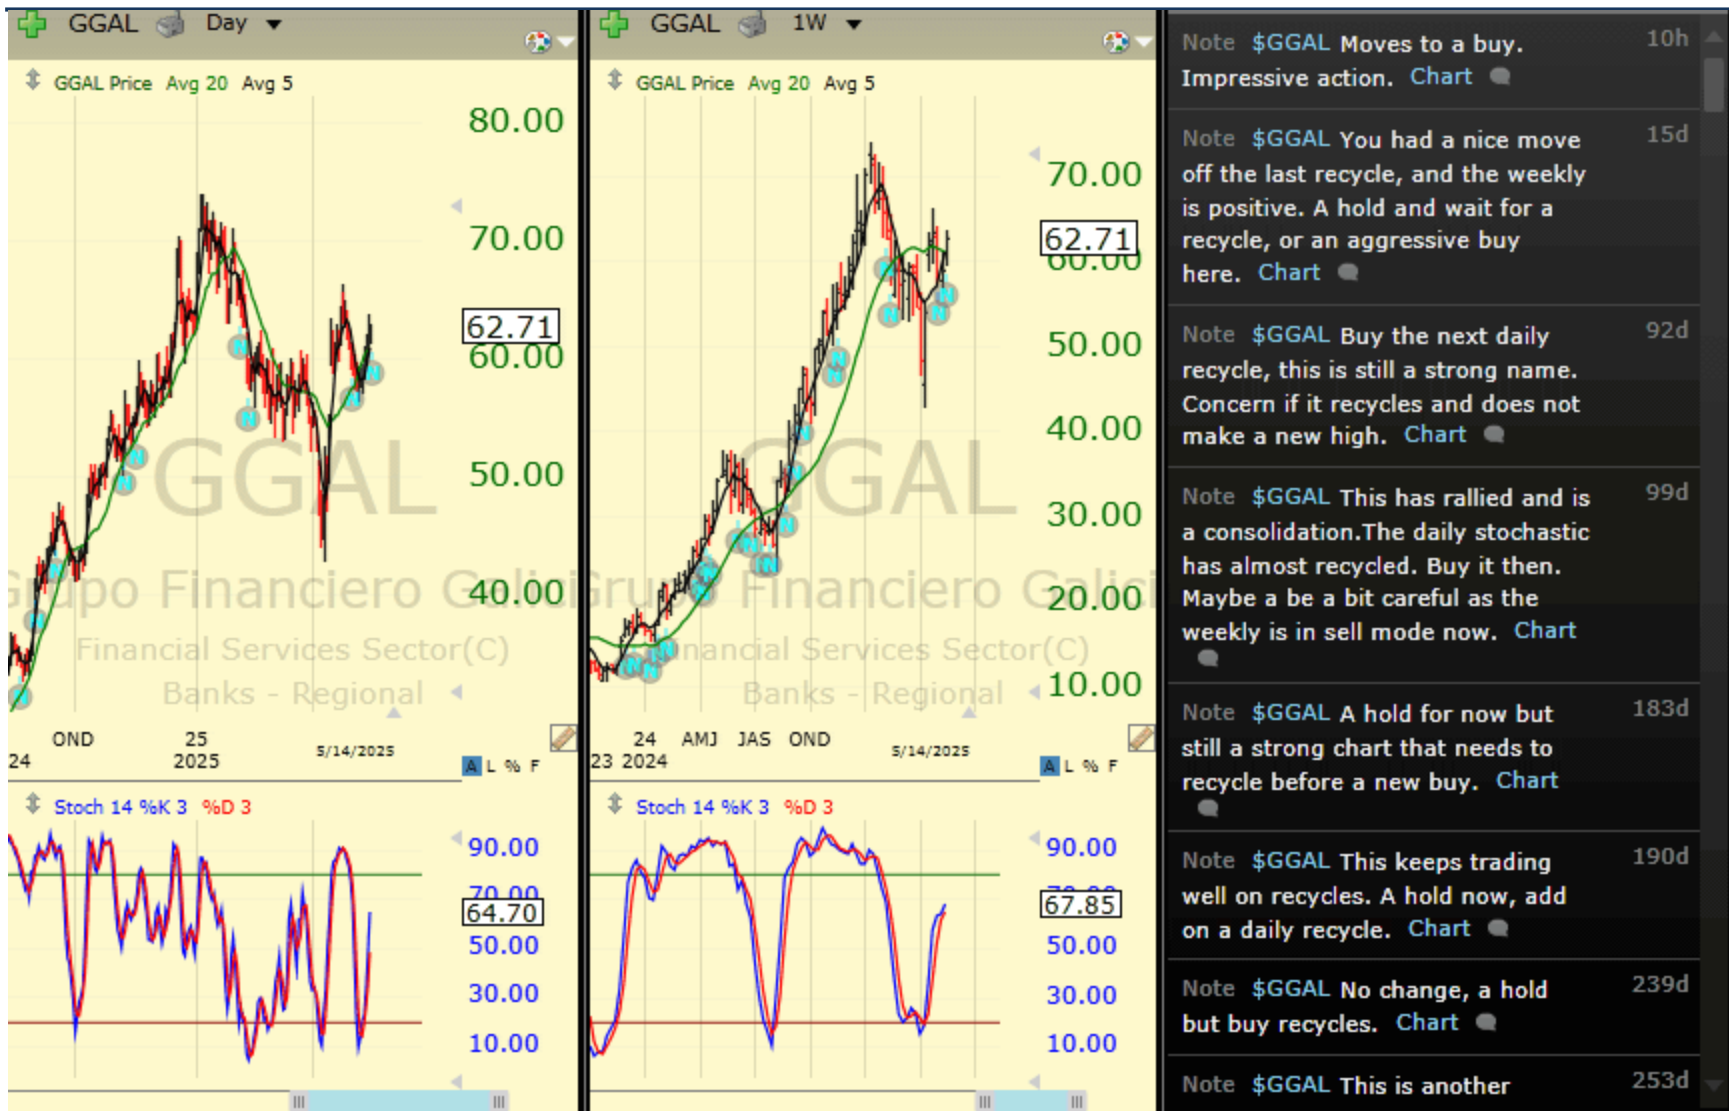 GGAL Day
GGAL Price Avg 20 Avg 5
80.00
70.00
62.71
60.00
50.00
40.00
GGAL
Grupo Financiero Galici
Financial Services Sector(C)
Banks - Regional
OND 25
24 2025 5/14/2025
A L % F
Stoch 14 %K 3 %D 3
90.00
70.00
64.70
50.00
30.00
10.00
GGAL 1W
GGAL Price Avg 20 Avg 5
70.00
62.71
60.00
50.00
40.00
30.00
20.00
10.00
GGAL
Grupo Financiero Galici
Financial Services Sector(C)
Banks - Regional
24 AMJ JAS OND
23 2024 5/14/2025
A L % F
Stoch 14 %K 3 %D 3
90.00
70.00
67.85
50.00
30.00
10.00
Note $GGAL Moves to a buy. 10h
Impressive action. Chart
Note $GGAL You had a nice move 15d
off the last recycle, and the weekly
is positive. A hold and wait for a
recycle, or an aggressive buy
here. Chart
Note $GGAL Buy the next daily 92d
recycle, this is still a strong name.
Concern if it recycles and does not
make a new high. Chart
Note $GGAL This has rallied and is 99d
a consolidation.The daily stochastic
has almost recycled. Buy it then.
Maybe a be a bit careful as the
weekly is in sell mode now. Chart
Note $GGAL A hold for now but 183d
still a strong chart that needs to
recycle before a new buy. Chart
Note $GGAL This keeps trading 190d
well on recycles. A hold now, add
on a daily recycle. Chart
Note $GGAL No change, a hold 239d
but buy recycles. Chart
Note $GGAL This is another 253d